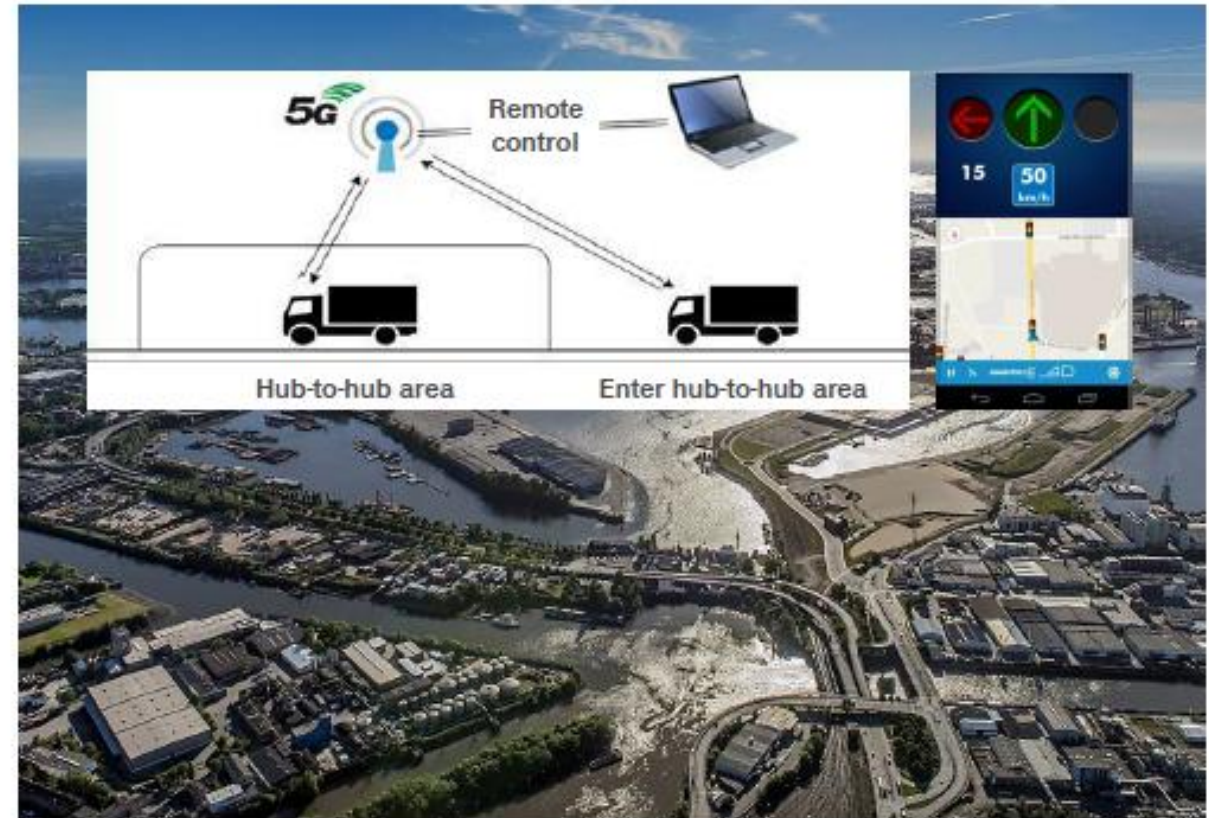 5G
Remote
control
Hub-to-hub area
Enter hub-to-hub area
15
50
km/h